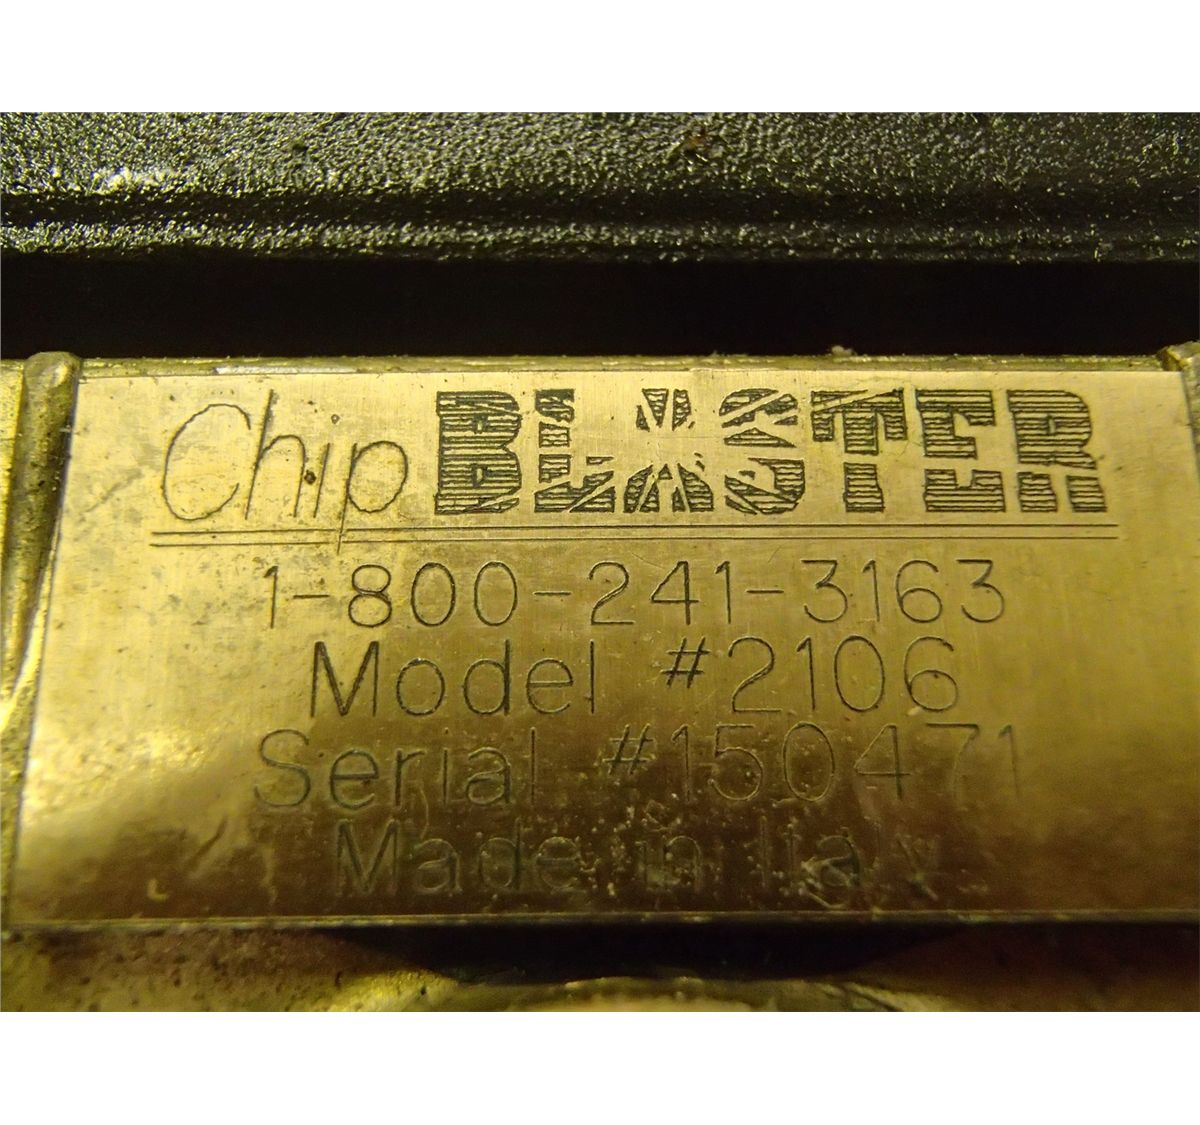 Chip BLASTER
1-800-241-3163
Model #2106
Serial #150471
Made in Italy